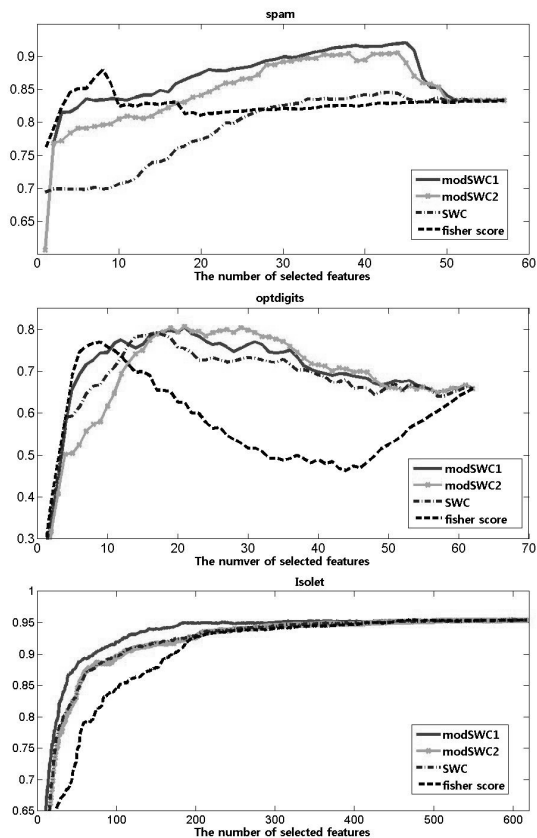 spam
0.9
0.85
0.8
0.75
0.7
0.65
modSWC1
modSWC2
SWC
fisher score
0 10 20 30 40 50 60
The number of selected features
optdigits
0.8
0.7
0.6
0.5
0.4
0.3
modSWC1
modSWC2
SWC
fisher score
0 10 20 30 40 50 60 70
The numver of selected features
Isolet
1
0.95
0.9
0.85
0.8
0.75
0.7
0.65
modSWC1
modSWC2
SWC
fisher score
100 200 300 400 500 600
The number of selected features